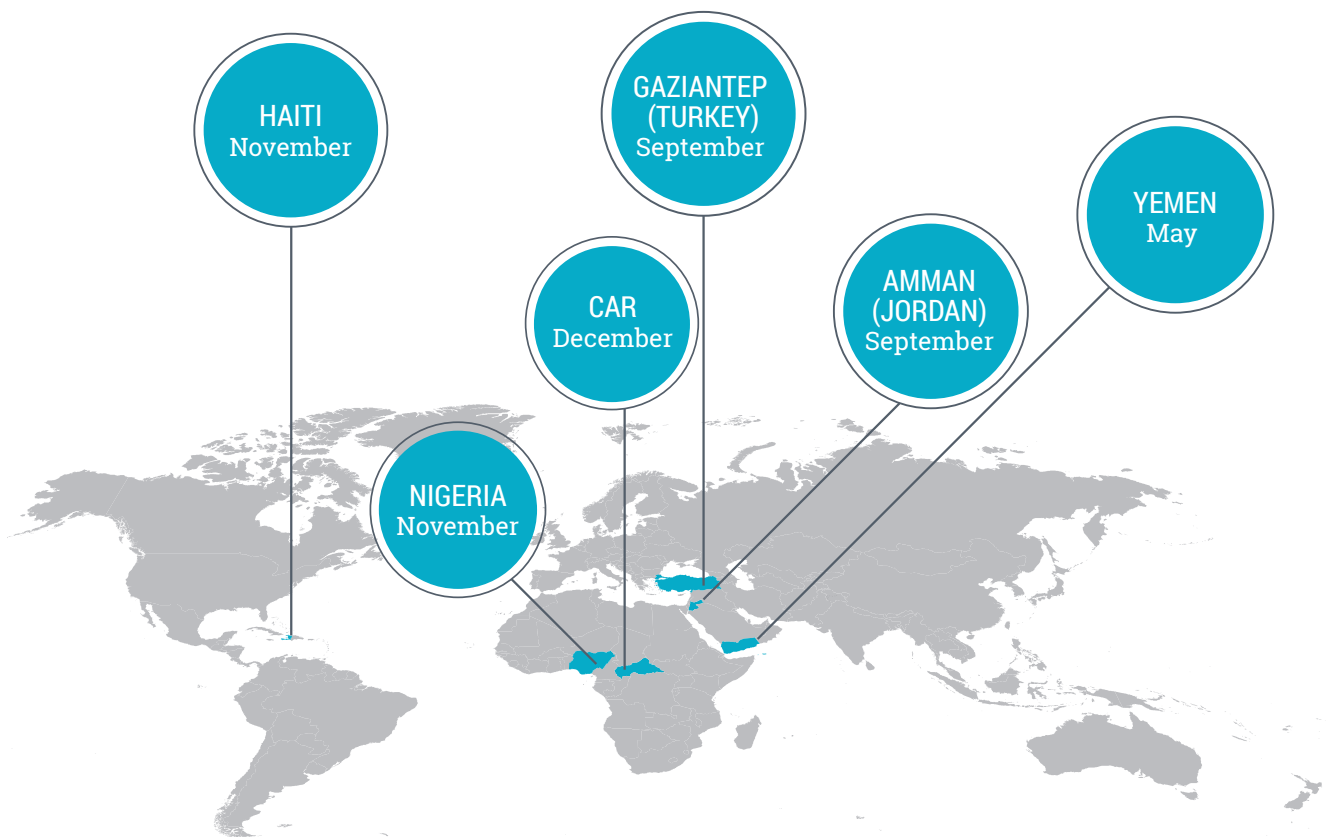 HAITI
November
GAZIANTEP
(TURKEY)
September
YEMEN
May
CAR
December
AMMAN
(JORDAN)
September
NIGERIA
November